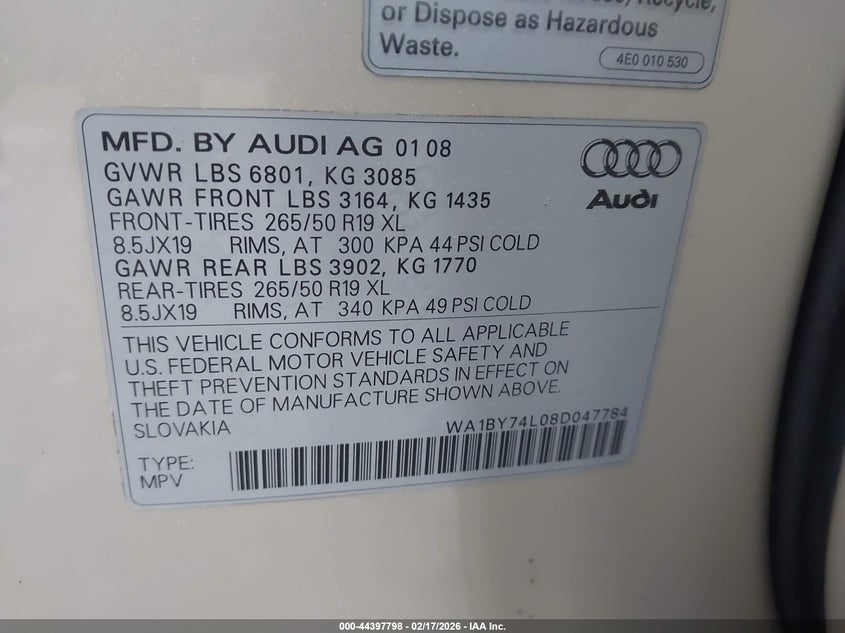 or Dispose as Hazardous
Waste.
4E0 010 530
MFD. BY AUDI AG 01 08
GVWR LBS 6801, KG 3085
GAWR FRONT LBS 3164, KG 1435
FRONT-TIRES 265/50 R19 XL
8.5JX19 RIMS, AT 300 KPA 44 PSI COLD
GAWR REAR LBS 3902, KG 1770
REAR-TIRES 265/50 R19 XL
8.5JX19 RIMS, AT 340 KPA 49 PSI COLD
Audi
THIS VEHICLE CONFORMS TO ALL APPLICABLE
U.S. FEDERAL MOTOR VEHICLE SAFETY AND
THEFT PREVENTION STANDARDS IN EFFECT ON
THE DATE OF MANUFACTURE SHOWN ABOVE.
SLOVAKIA WA1BY74L08D047784
TYPE:
MPV
000-44397798 - 02/17/2026 - IAA Inc.